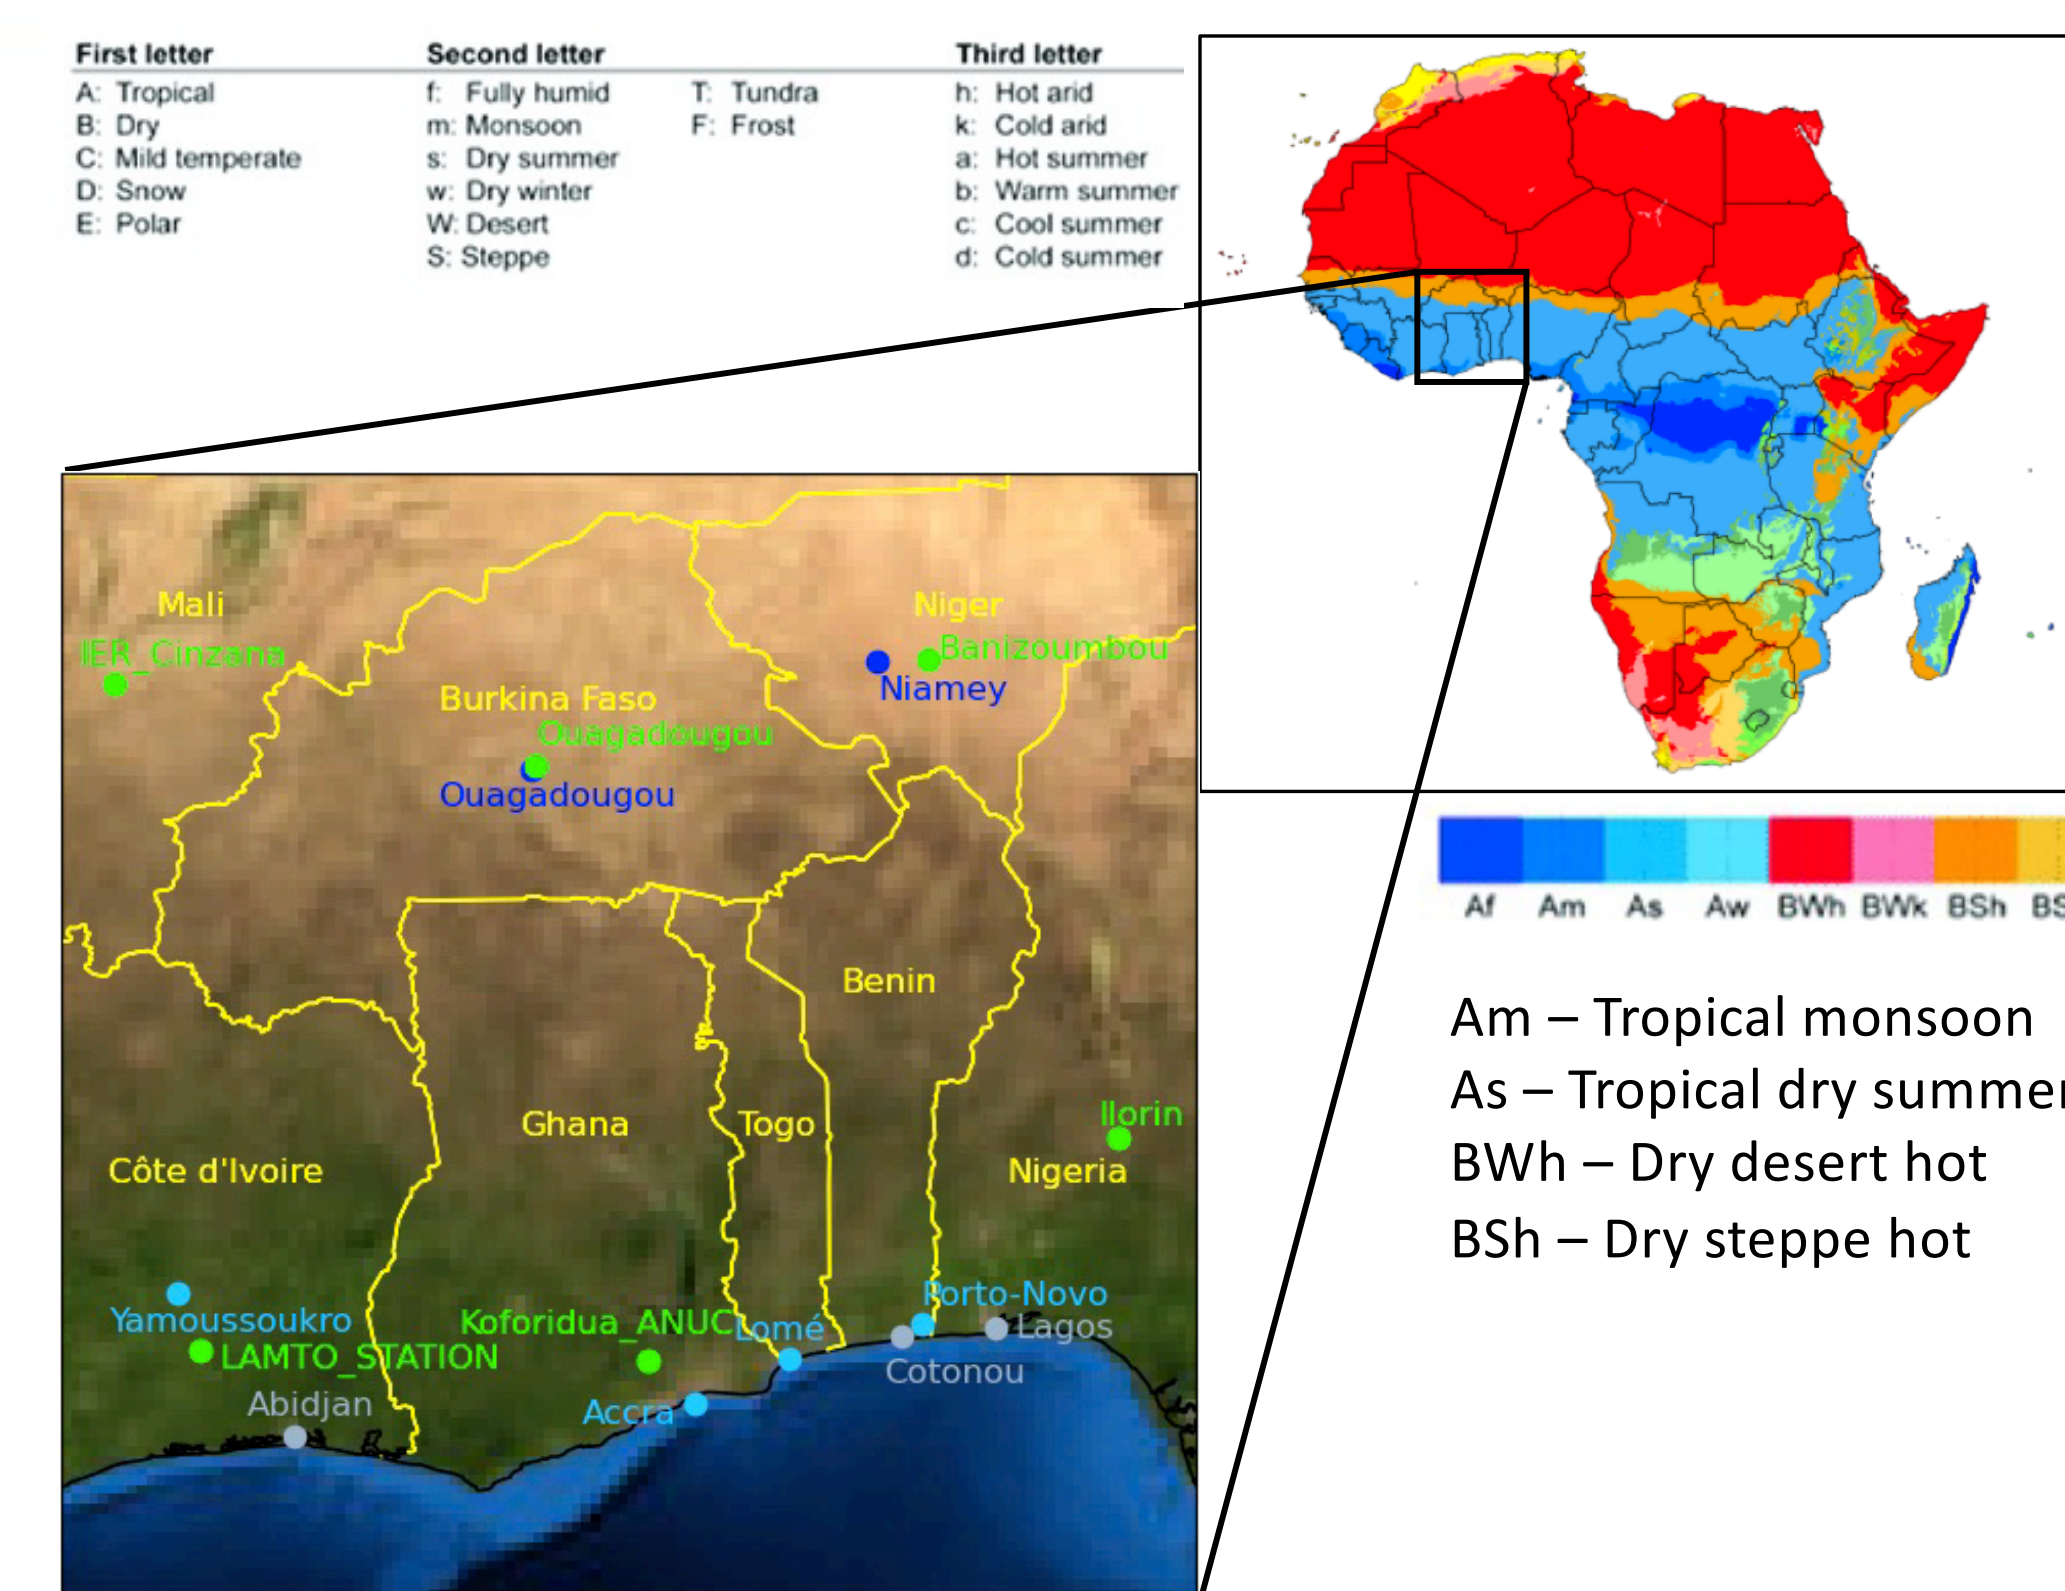 First letter Second letter Third letter
A: Tropical f: Fully humid T: Tundra h: Hot arid
B: Dry m: Monsoon F: Frost k: Cold arid
C: Mild temperate s: Dry summer a: Hot summer
D: Snow w: Dry winter b: Warm summer
E: Polar W: Desert c: Cool summer
S: Steppe d: Cold summer
Mali
IER_Cinzana
Niger
Banizoumbou
Niamey
Burkina Faso
Ouagadougou
Ouagadougou
Benin
Ghana
Togo
Ilorin
Côte d'Ivoire
Nigeria
Yamoussoukro
LAMTO_STATION
Koforidua_ANUC
Lomé
Porto-Novo
Lagos
Cotonou
Abidjan
Accra
Af Am As Aw BWh BWk BSh BS
Am – Tropical monsoon
As – Tropical dry summer
BWh – Dry desert hot
BSh – Dry steppe hot